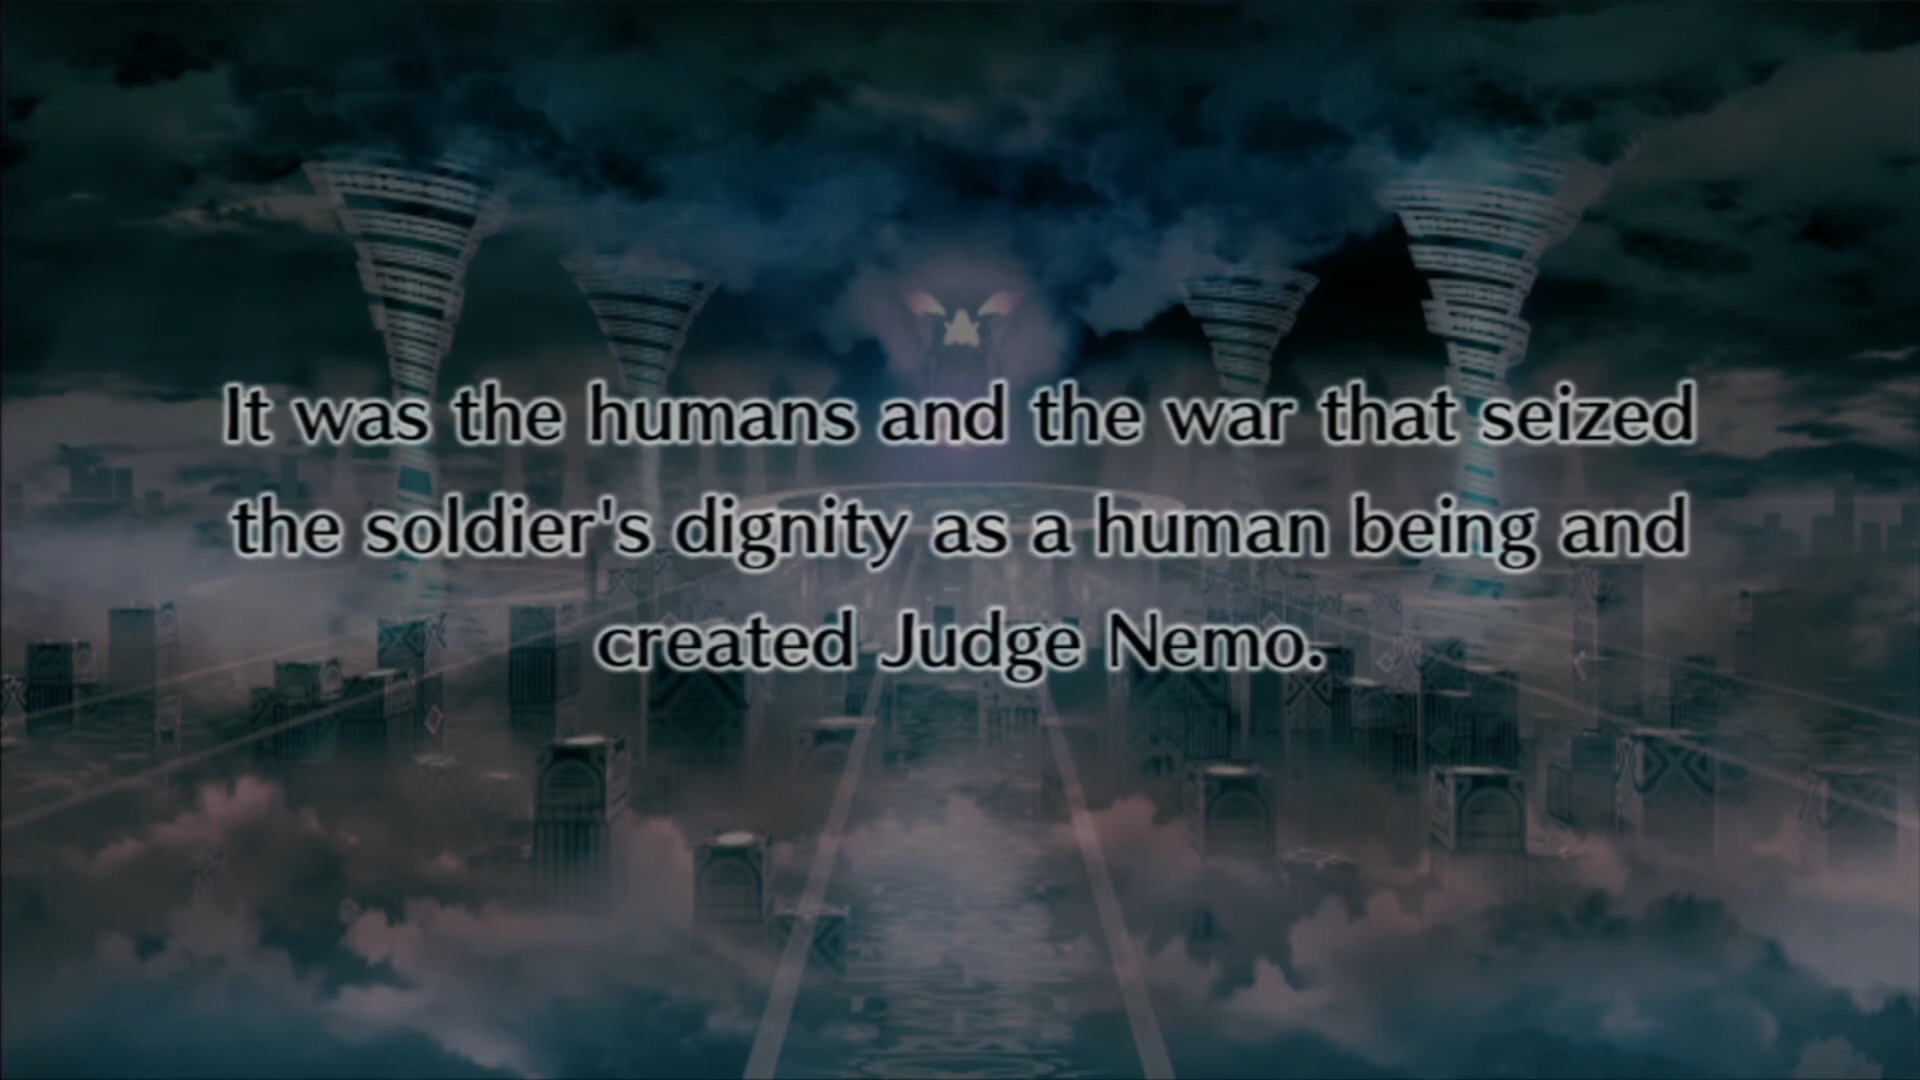 It was the humans and the war that seized
the soldier's dignity as a human being and
created Judge Nemo.